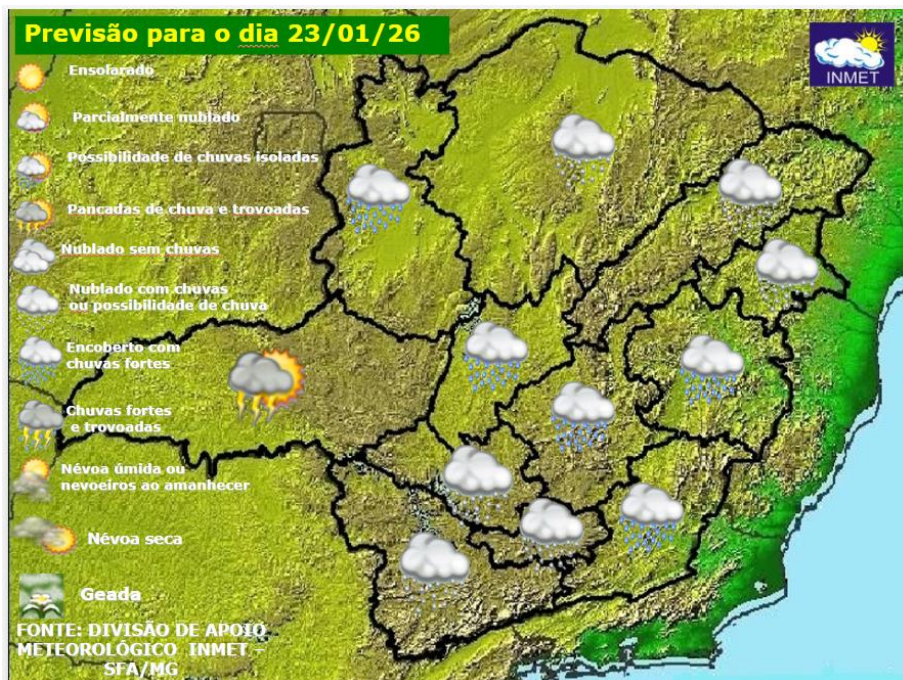 Previsão para o dia 23/01/26
INMET
Ensolarado
Parcialmente nublado
Possibilidade de chuvas isoladas
Pancadas de chuva e trovoadas
Nublado sem chuvas
Nublado com chuvas
ou possibilidade de chuva
Encoberto com
chuvas fortes
Chuvas fortes
e trovoadas
Névoa úmida ou
nevoeiros ao amanhecer
Névoa seca
Geada
FONTE: DIVISÃO DE APOIO
METEOROLÓGICO INMET –
SFA/MG